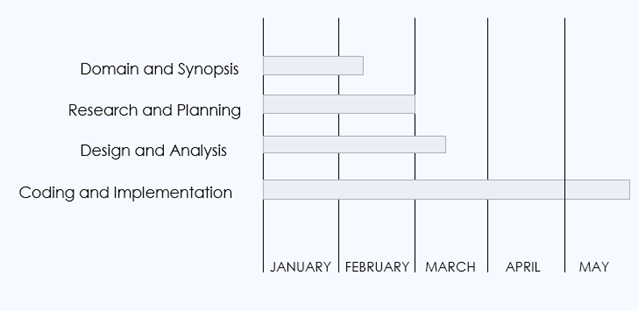 Domain and Synopsis
Research and Planning
Design and Analysis
Coding and Implementation
JANUARY FEBRUARY MARCH APRIL MAY